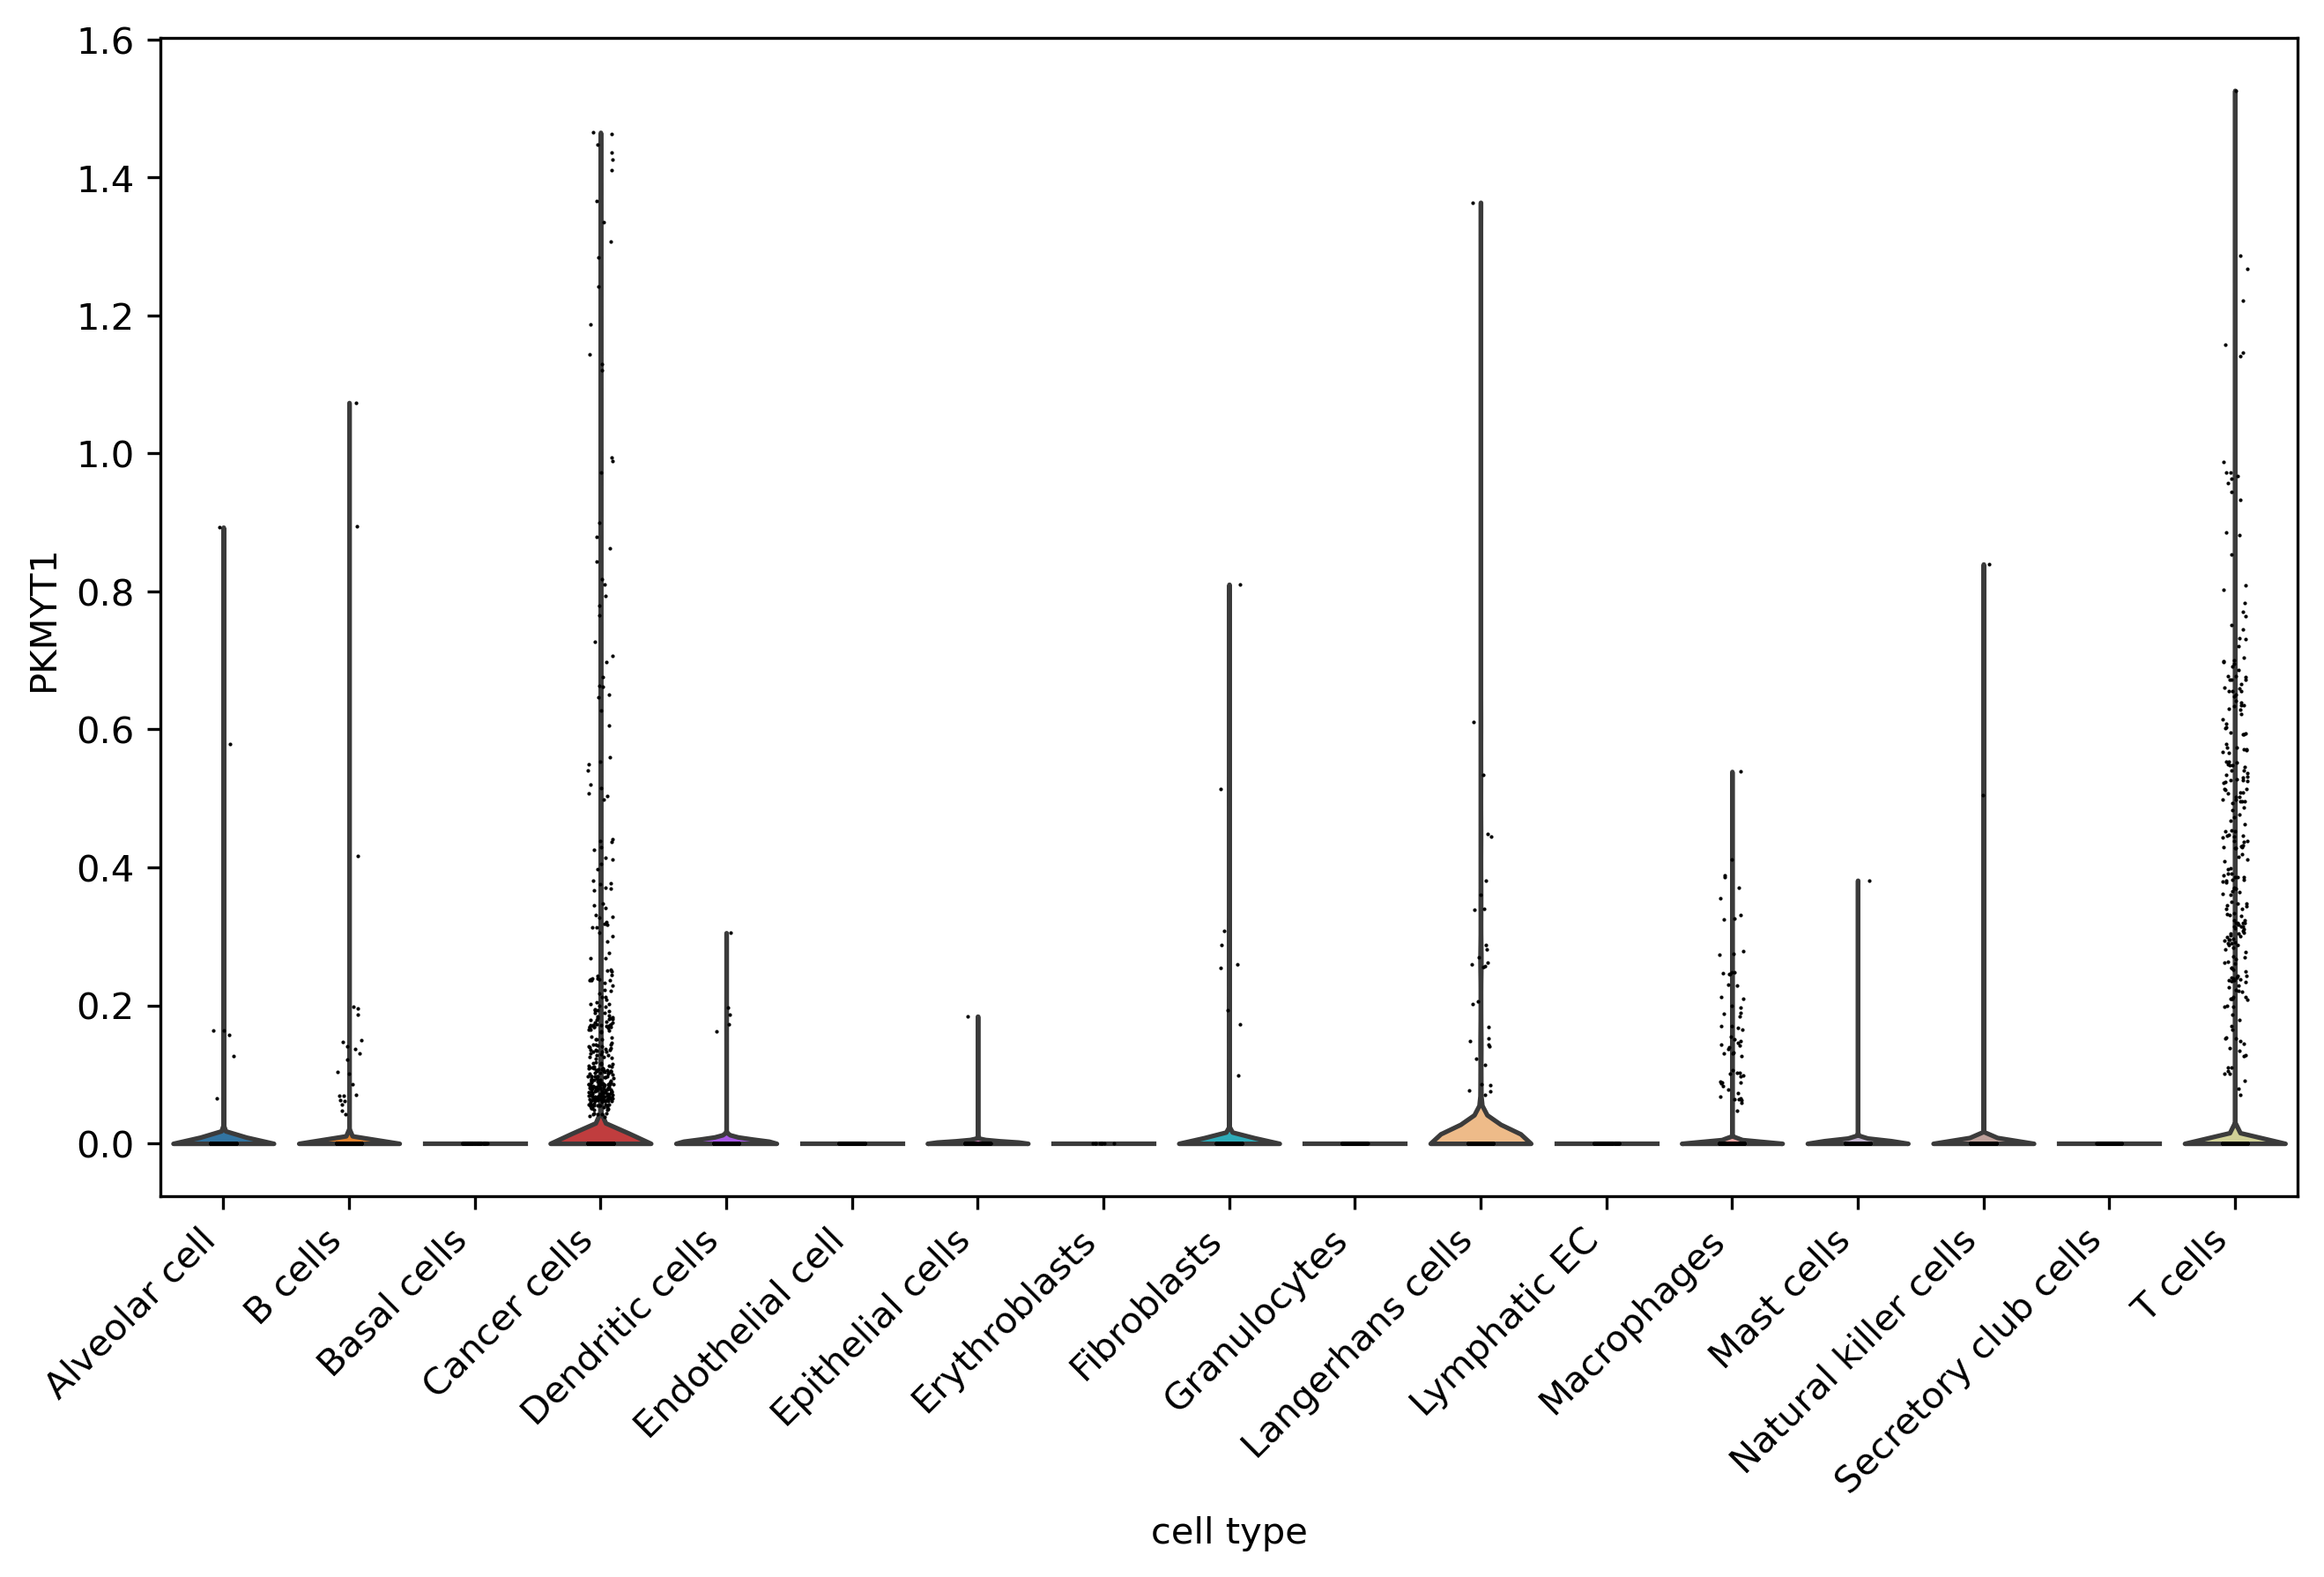 1.6
1.4
1.2
1.0
0.8
0.6
0.4
0.2
0.0
PKMYT1
Alveolar cell
B cells
Basal cells
Cancer cells
Dendritic cells
Endothelial cell
Epithelial cells
Erythroblasts
Fibroblasts
Granulocytes
Langerhans cells
Lymphatic EC
Macrophages
Mast cells
Natural killer cells
Secretory club cells
T cells
cell type